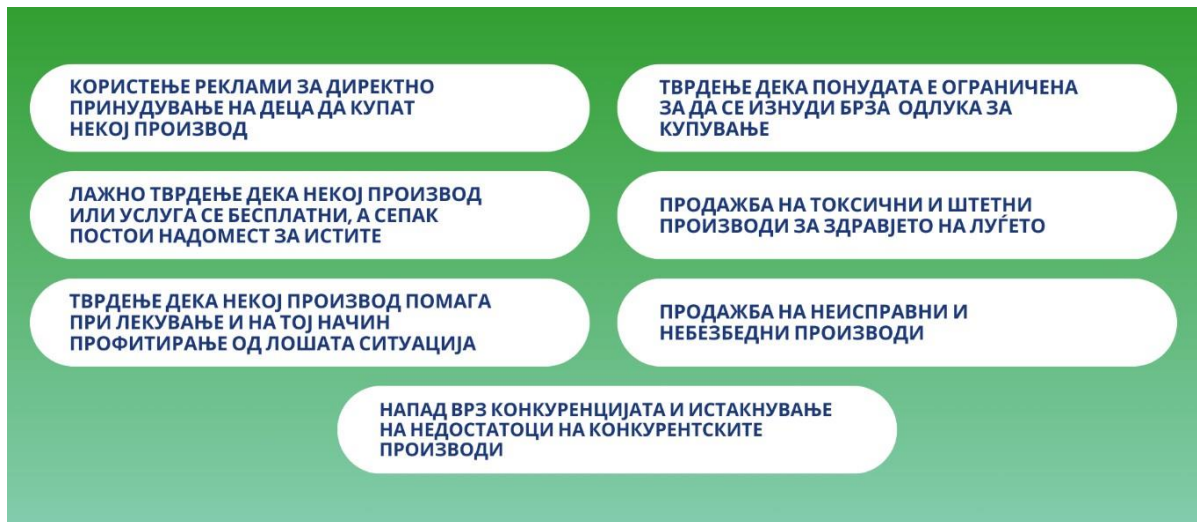 КОРИСТЕЊЕ РЕКЛАМИ ЗА ДИРЕКТНО
ПРИНУДУВАЊЕ НА ДЕЦА ДА КУПАТ
НЕКОЈ ПРОИЗВОД
ТВРДЕЊЕ ДЕКА ПОНУДАТА Е ОГРАНИЧЕНА
ЗА ДА СЕ ИЗНУДИ БРЗА ОДЛУКА ЗА
КУПУВАЊЕ
ЛАЖНО ТВРДЕЊЕ ДЕКА НЕКОЈ ПРОИЗВОД
ИЛИ УСЛУГА СЕ БЕСПЛАТНИ, А СЕПАК
ПОСТОИ НАДОМЕСТ ЗА ИСТИТЕ
ПРОДАЖБА НА ТОКСИЧНИ И ШТЕТНИ
ПРОИЗВОДИ ЗА ЗДРАВЈЕТО НА ЛУЃЕТО
ТВРДЕЊЕ ДЕКА НЕКОЈ ПРОИЗВОД ПОМАГА
ПРИ ЛЕКУВАЊЕ И НА ТОЈ НАЧИН
ПРОФИТИРАЊЕ ОД ЛОШАТА СИТУАЦИЈА
ПРОДАЖБА НА НЕИСПРАВНИ И
НЕБЕЗБЕДНИ ПРОИЗВОДИ
НАПАД ВРЗ КОНКУРЕНЦИЈАТА И ИСТАКНУВАЊЕ
НА НЕДОСТАТОЦИ НА КОНКУРЕНТСКИТЕ
ПРОИЗВОДИ